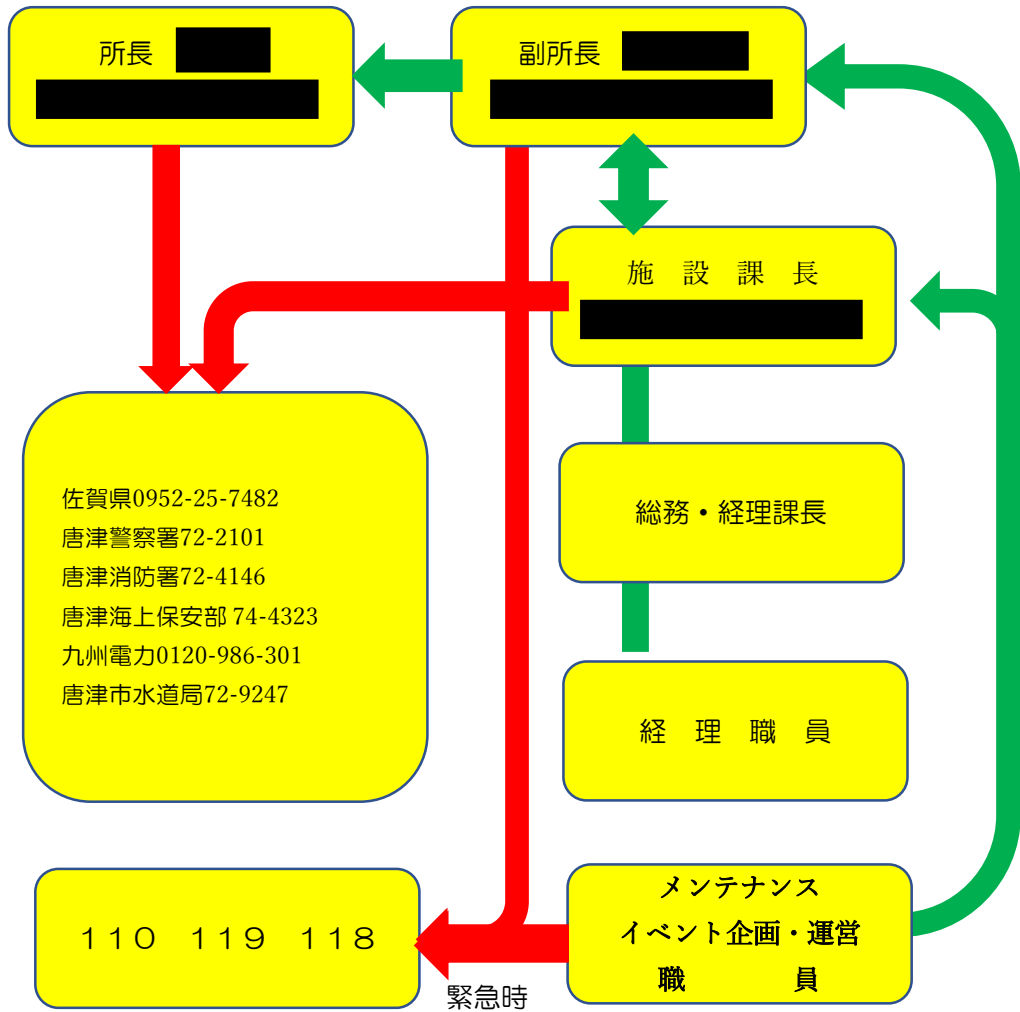 所長
副所長
施　設　課　長
佐賀県0952-25-7482
唐津警察署72-2101
唐津消防署72-4146
唐津海上保安部 74-4323
九州電力0120-986-301
唐津市水道局72-9247
総務・経理課長
経　理　職　員
１１０　１１９　１１８
緊急時
メンテナンス
イベント企画・運営
職　　　　員